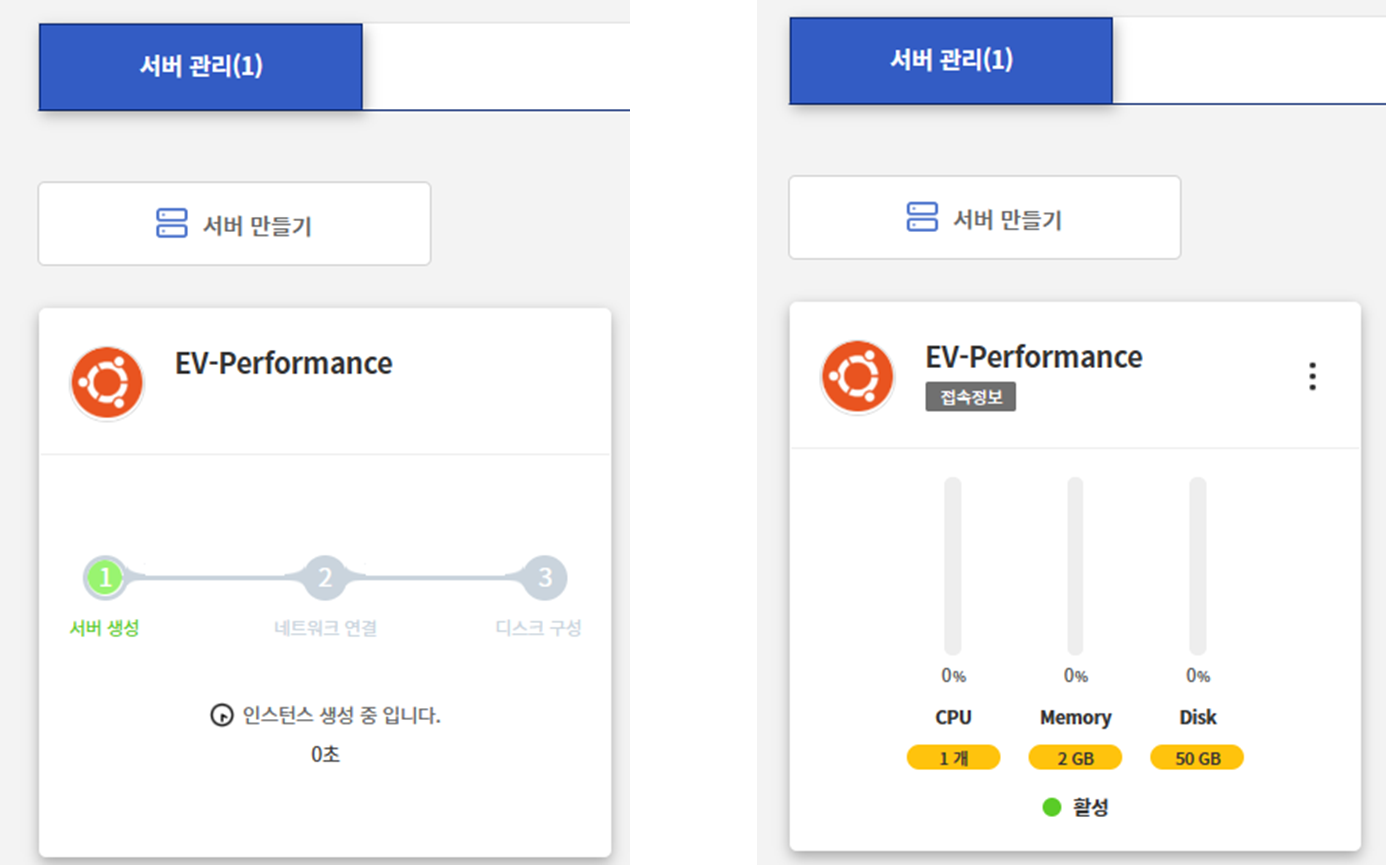 서버 관리(1)
서버 만들기
EV-Performance
1
2
3
서버 생성
네트워크 연결
디스크 구성
인스턴스 생성 중 입니다.
0초
서버 관리(1)
서버 만들기
EV-Performance
접속정보
0%
0%
0%
CPU
Memory
Disk
1 개
2 GB
50 GB
활성